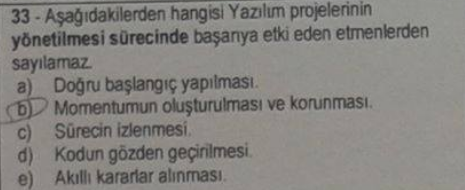 33 - Aşağıdakilerden hangisi Yazılım projelerinin
yönetilmesi sürecinde başarıya etki eden etmenlerden
sayılamaz.
a) Doğru başlangıç yapılması.
b) Momentumun oluşturulması ve korunması.
c) Sürecin izlenmesi.
d) Kodun gözden geçirilmesi.
e) Akıllı kararlar alınması.